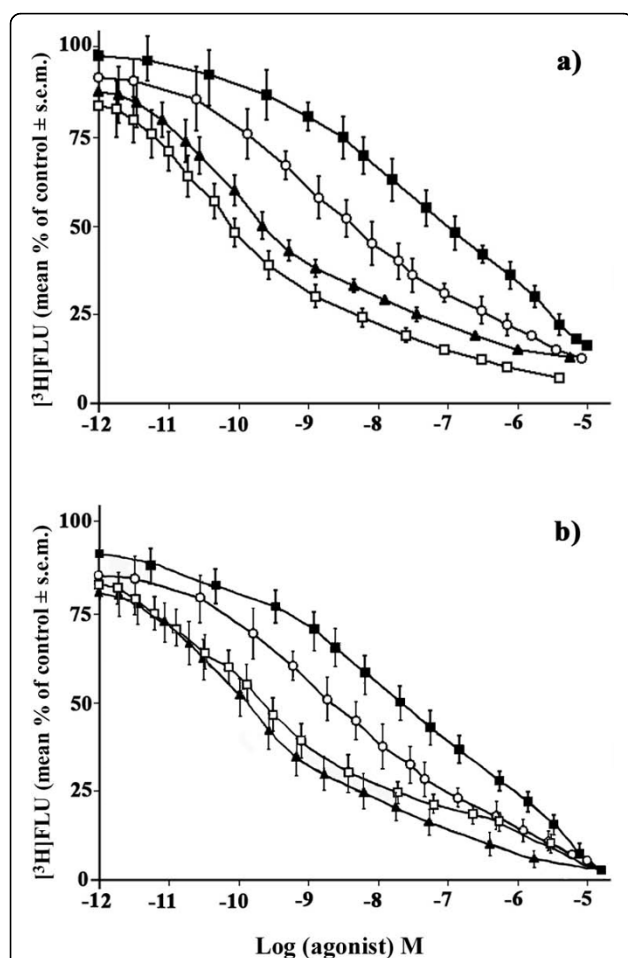 a)
[³H]FLU (mean % of control ± s.e.m.)
100
75
50
25
0
-12 -11 -10 -9 -8 -7 -6 -5
b)
[³H]FLU (mean % of control ± s.e.m.)
100
75
50
25
0
-12 -11 -10 -9 -8 -7 -6 -5
Log (agonist) M